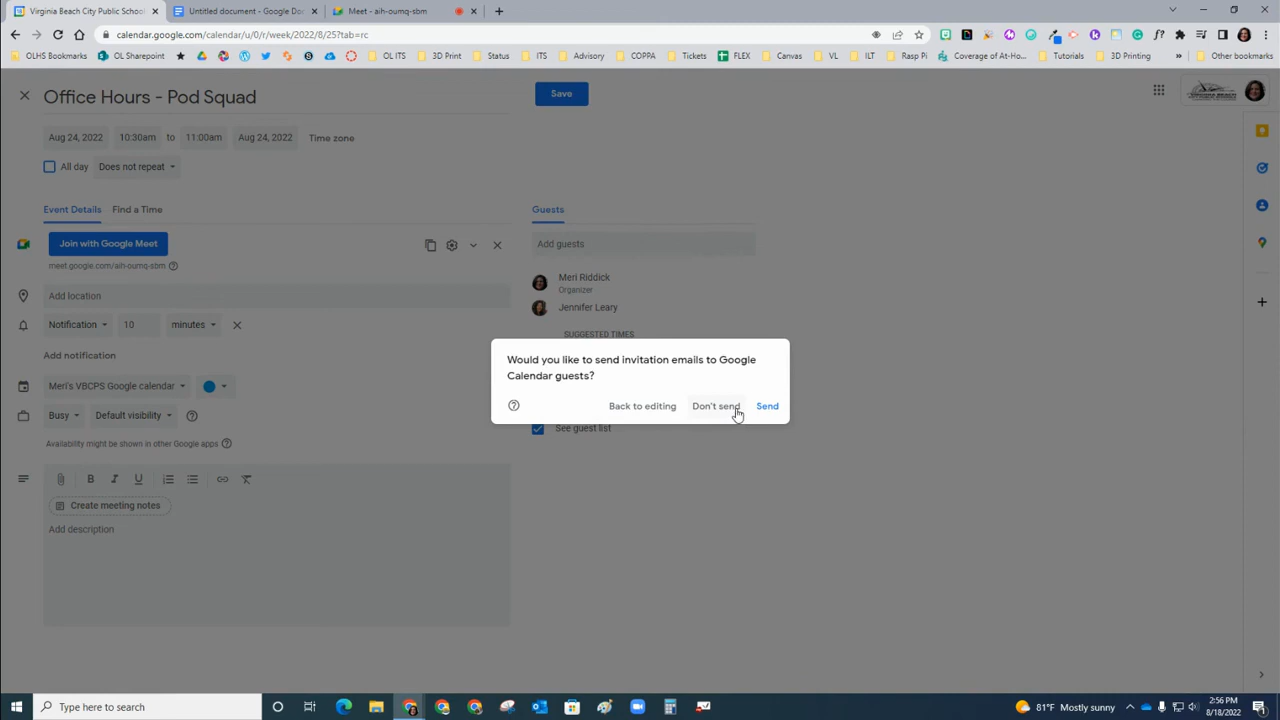 Virginia Beach City Public School
Untitled document - Google Doc
Meet - aih-oumq-sbm
calendar.google.com/calendar/u/0/r/week/2022/8/25?tab=rc
OLHS Bookmarks
OL Sharepoint
OL ITS
3D Print
Status
ITS
Advisory
COPPA
Tickets
FLEX
Canvas
VL
ILT
Rasp Pi
Coverage of At-Ho...
Tutorials
3D Printing
Other bookmarks
Office Hours - Pod Squad
Save
Aug 24, 2022
10:30am
to
11:00am
Aug 24, 2022
Time zone
All day
Does not repeat
Event Details
Find a Time
Guests
Join with Google Meet
meet.google.com/aih-oumq-sbm
Add guests
Meri Riddick
Organizer
Jennifer Leary
SUGGESTED TIMES
Add location
Notification
10
minutes
Add notification
Meri's VBCPS Google calendar
Busy
Default visibility
Availability might be shown in other Google apps
Would you like to send invitation emails to Google
Calendar guests?
Back to editing
Don't send
Send
See guest list
Create meeting notes
Add description
Type here to search
81°F Mostly sunny
2:56 PM
8/18/2022